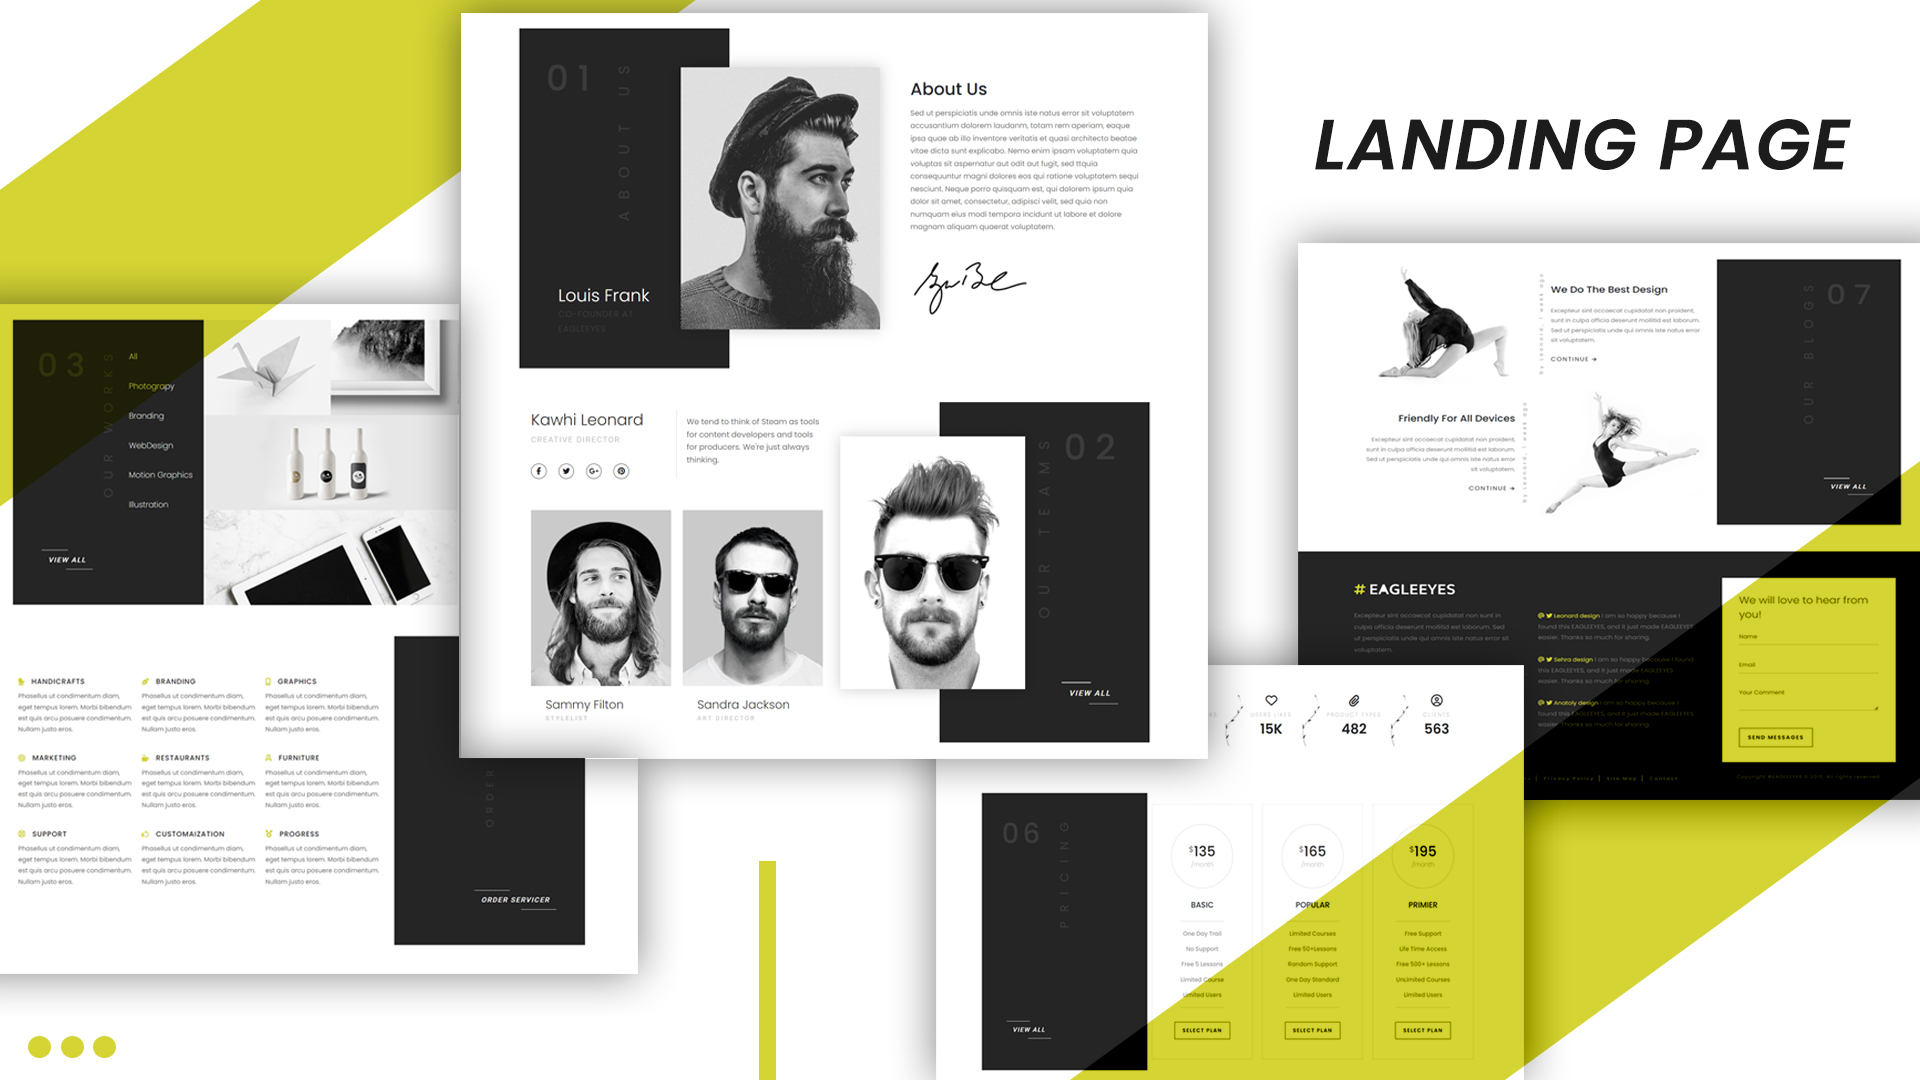 LANDING PAGE
01
ABOUT US
Louis Frank
CO-FOUNDER AT
EAGLEEYES
About Us
Sed ut perspiciatis unde omnis iste natus error sit voluptatem
accusantium dolorem laudanm, totam rem aperiam, eaque
ipsa quae ab illo inventore veritatis et quasi architecto beatae
vitae dicta sunt explicabo. Nemo enim ipsam voluptatem quia
voluptas sit aspernatur aut odit aut fugit, sed ttquia
consequuntur magni dolores eos qui ratione voluptatem sequi
nesciunt. Neque porro quisquam est, qui dolorem ipsum quia
dolor sit amet, consectetur, adipisci velit, sed quia non
numquam eius modi tempora incidunt ut labore et dolore
magnam aliquam quaerat voluptatem.
Kawhi Leonard
CREATIVE DIRECTOR
We tend to think of Steam as tools
for content developers and tools
for producers. We're just always
thinking.
Sammy Filton
STYLELIST
Sandra Jackson
ART DIRECTOR
02
OUR TEAMS
VIEW ALL
03
OUR WORKS
All
Photograpy
Branding
WebDesign
Motion Graphics
Illustration
VIEW ALL
HANDICRAFTS
Phasellus ut condimentum diam,
eget tempus lorem. Morbi bibendum
est quis arcu posuere condimentum.
Nullam justo eros.
BRANDING
Phasellus ut condimentum diam,
eget tempus lorem. Morbi bibendum
est quis arcu posuere condimentum.
Nullam justo eros.
GRAPHICS
Phasellus ut condimentum diam,
eget tempus lorem. Morbi bibendum
est quis arcu posuere condimentum.
Nullam justo eros.
MARKETING
Phasellus ut condimentum diam,
eget tempus lorem. Morbi bibendum
est quis arcu posuere condimentum.
Nullam justo eros.
RESTAURANTS
Phasellus ut condimentum diam,
eget tempus lorem. Morbi bibendum
est quis arcu posuere condimentum.
Nullam justo eros.
FURNITURE
Phasellus ut condimentum diam,
eget tempus lorem. Morbi bibendum
est quis arcu posuere condimentum.
Nullam justo eros.
SUPPORT
Phasellus ut condimentum diam,
eget tempus lorem. Morbi bibendum
est quis arcu posuere condimentum.
Nullam justo eros.
CUSTOMAIZATION
Phasellus ut condimentum diam,
eget tempus lorem. Morbi bibendum
est quis arcu posuere condimentum.
Nullam justo eros.
PROGRESS
Phasellus ut condimentum diam,
eget tempus lorem. Morbi bibendum
est quis arcu posuere condimentum.
Nullam justo eros.
ORDER
ORDER SERVICER
We Do The Best Design
Excepteur sint occaecat cupidatat non proident,
sunt in culpa officia deserunt mollitid est laborum.
Sed ut perspiciatis unde qui omnis iste natus error
sit voluptatem.
CONTINUE
by Leonard, 1 week ago
Friendly For All Devices
Excepteur sint occaecat cupidatat non proident,
sunt in culpa officia deserunt mollitid est laborum.
Sed ut perspiciatis unde qui omnis iste natus error
sit voluptatem.
CONTINUE
by Leonard, 1 week ago
07
OUR BLOGS
VIEW ALL
# EAGLEEYES
Excepteur sint occaecat cupidatat non sunt in
culpa officia deserunt mollitid est laborum. Sed
ut perspiciatis unde qui omnis iste natus error sit
voluptatem.
Leonard design I am so happy because I
found this EAGLEEYES, and it just made EAGLEEYES
easier. Thanks so much for sharing.
Sehra design I am so happy because I found
this EAGLEEYES, and it just made EAGLEEYES
easier. Thanks so much for sharing.
Anatoly design I am so happy because I
found this EAGLEEYES, and it just made EAGLEEYES
easier. Thanks so much for sharing.
We will love to hear from
you!
Name
Email
Your Comment
SEND MESSAGES
Privacy Policy | Site Map | Contact
Copyright #EAGLEEYES © 2015. All rights reserved
USERS LIKES
15K
PRODUCT TYPES
482
CLIENTS
563
06
PRICING
VIEW ALL
$135
/month
BASIC
One Day Trail
No Support
Free 5 Lessons
Limited Course
Limited Users
SELECT PLAN
$165
/month
POPULAR
Limited Courses
Free 50+Lessons
Random Support
One Day Standard
Limited Users
SELECT PLAN
$195
/month
PRIMIER
Free Support
Life Time Access
Free 500+ Lessons
UnLimited Courses
Limited Users
SELECT PLAN